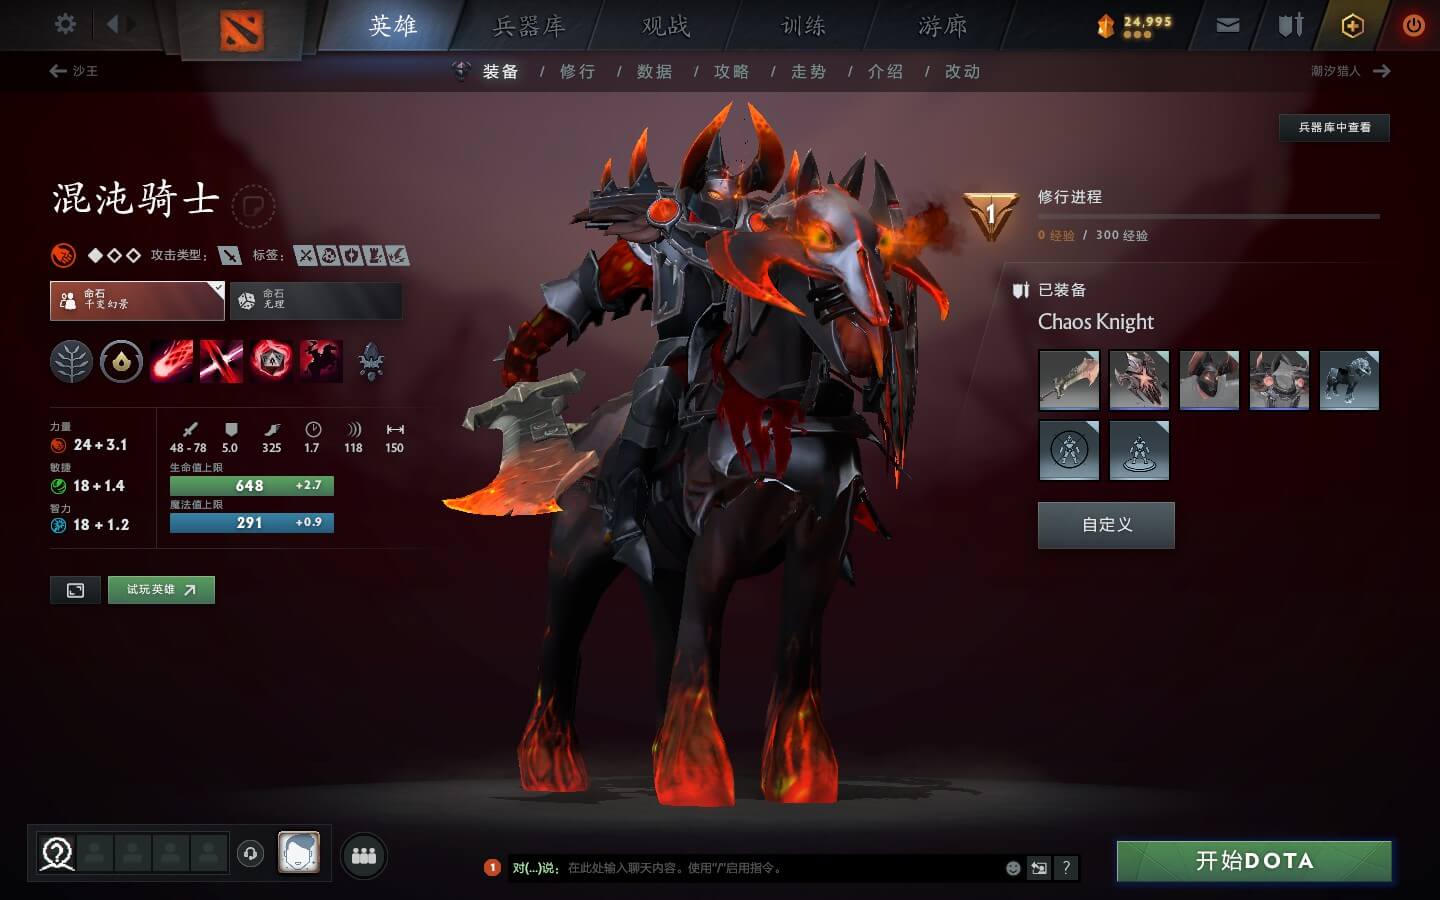 英雄
兵器库
观战
训练
游廊
24,995
沙王
装备 / 修行 / 数据 / 攻略 / 走势 / 介绍 / 改动
潮汐猎人
兵器库中查看
混沌骑士
攻击类型：
标签：
命石
千变幻景
命石
无理
力量
24 + 3.1
敏捷
18 + 1.4
智力
18 + 1.2
48 - 78
5.0
325
1.7
118
150
生命值上限
648
+2.7
魔法值上限
291
+0.9
试玩英雄
1
修行进程
0 经验 / 300 经验
已装备
Chaos Knight
自定义
1
对(...)说：
在此处输入聊天内容。使用“/”启用指令。
?
开始DOTA